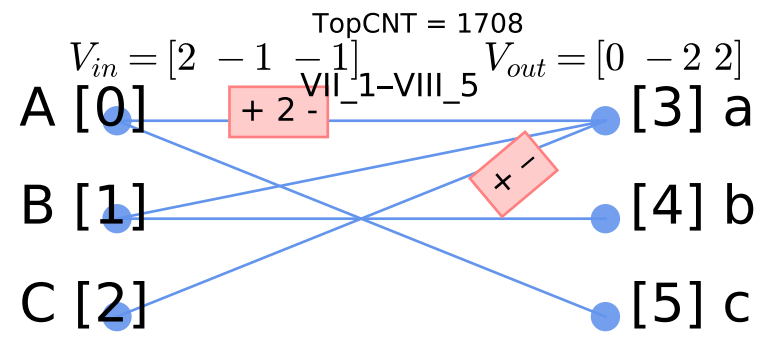 TopCNT = 1708
V_in = [2 −1 −1] V_out = [0 −2 2]
VII_1–VIII_5
A [0] + 2 - [3] a
+ −
B [1] [4] b
C [2] [5] c